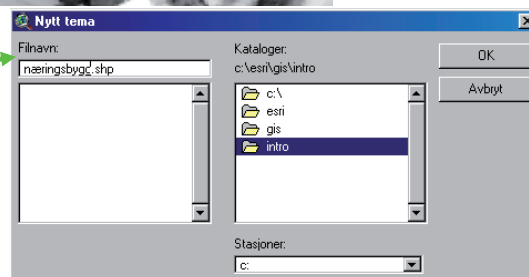 Nytt tema
Filnavn:
næringsbygg.shp
Kataloger:
c:\esri\gis\intro
c:\
esri
gis
intro
Stasjoner:
c:
OK
Avbryt